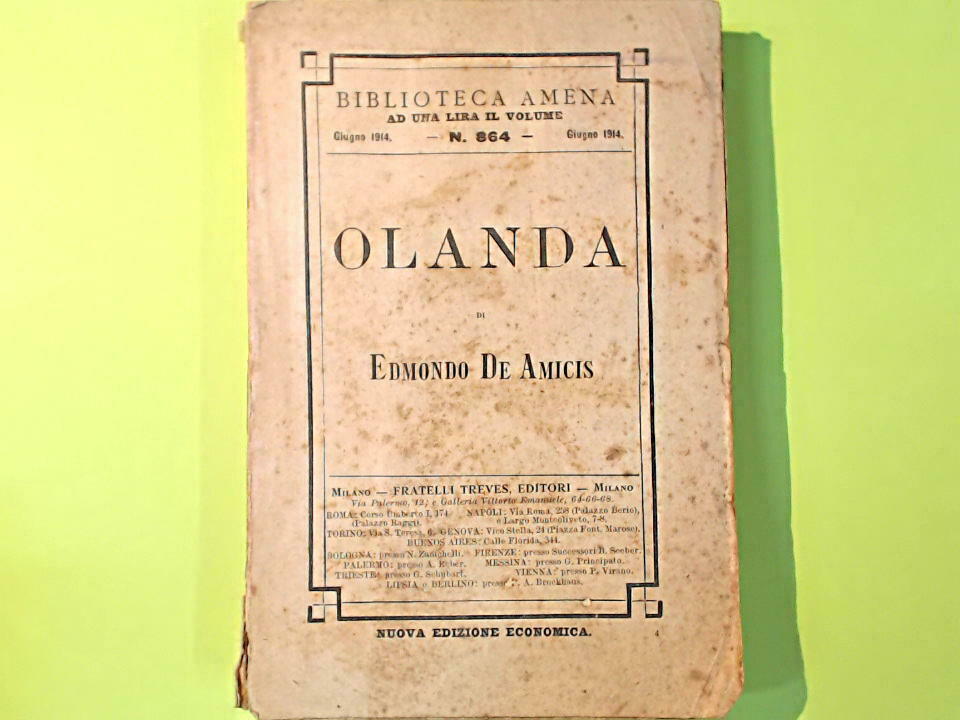 BIBLIOTECA AMENA
AD UNA LIRA IL VOLUME
Giugno 1914. — N. 864 — Giugno 1914.
OLANDA
DI
EDMONDO DE AMICIS
MILANO — FRATELLI TREVES, EDITORI — MILANO
Via Palermo, 12; e Galleria Vittorio Emanuele, 64-66-68.
ROMA: Corso Umberto I, 174 NAPOLI: Via Roma, 258 (Palazzo Berio),
(Palazzo Raggi). e Largo Monteoliveto, 7-8.
TORINO: Via S. Teresa, 6. GENOVA: Vico Stella, 24 (Piazza Font. Marose).
BUENOS AIRES: Calle Florida, 344.
BOLOGNA: presso N. Zanichelli. FIRENZE: presso Successori B. Seeber.
PALERMO: presso A. Reber. MESSINA: presso G. Principato.
TRIESTE: presso G. Schubart. VIENNA: presso P. Virano.
LIPSIA e BERLINO: presso F. A. Brockhaus.
NUOVA EDIZIONE ECONOMICA. 4